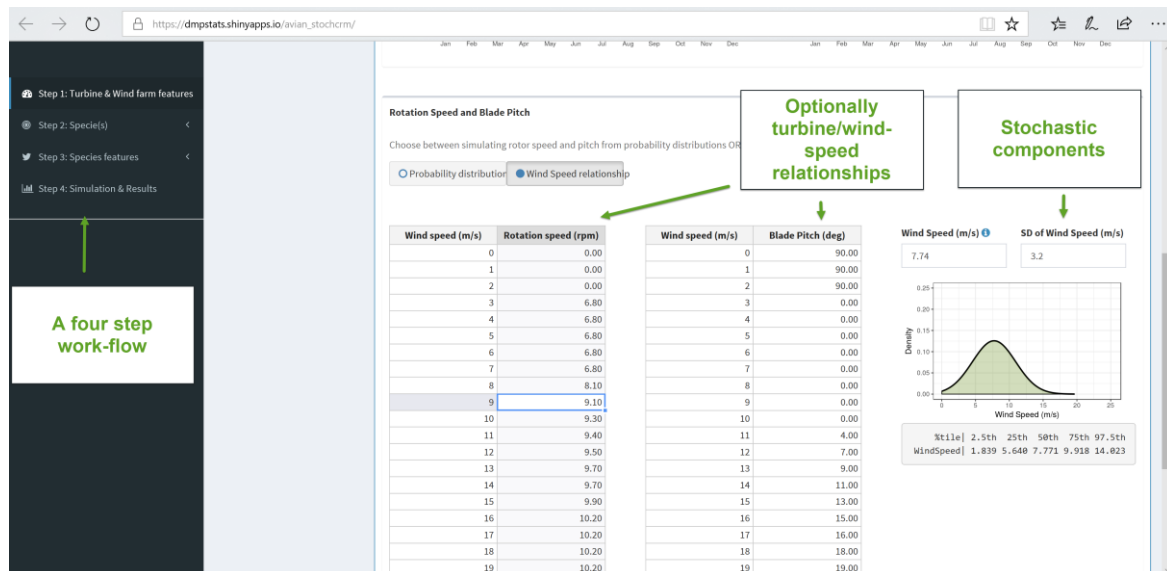 https://dmpstats.shinyapps.io/avian_stochcrm/
Jan Feb Mar Apr May Jun Jul Aug Sep Oct Nov Dec Jan Feb Mar Apr May Jun Jul Aug Sep Oct Nov Dec
Step 1: Turbine & Wind farm features
Step 2: Specie(s)
Step 3: Species features
Step 4: Simulation & Results
A four step
work-flow
Rotation Speed and Blade Pitch
Choose between simulating rotor speed and pitch from probability distributions OR
Probability distribution Wind Speed relationship
Optionally
turbine/wind-
speed
relationships
Stochastic
components
Wind speed (m/s) Rotation speed (rpm)
0 0.00
1 0.00
2 0.00
3 6.80
4 6.80
5 6.80
6 6.80
7 6.80
8 8.10
9 9.10
10 9.30
11 9.40
12 9.50
13 9.70
14 9.70
15 9.90
16 10.20
17 10.20
18 10.20
19 10.20
Wind speed (m/s) Blade Pitch (deg)
0 90.00
1 90.00
2 90.00
3 0.00
4 0.00
5 0.00
6 0.00
7 0.00
8 0.00
9 0.00
10 0.00
11 4.00
12 7.00
13 9.00
14 11.00
15 13.00
16 15.00
17 16.00
18 18.00
19 19.00
Wind Speed (m/s) SD of Wind Speed (m/s)
7.74 3.2
0.25
0.20
0.15
0.10
0.05
0.00
Density
0 5 10 15 20 25
Wind Speed (m/s)
%tile| 2.5th 25th 50th 75th 97.5th
WindSpeed| 1.839 5.640 7.771 9.918 14.023